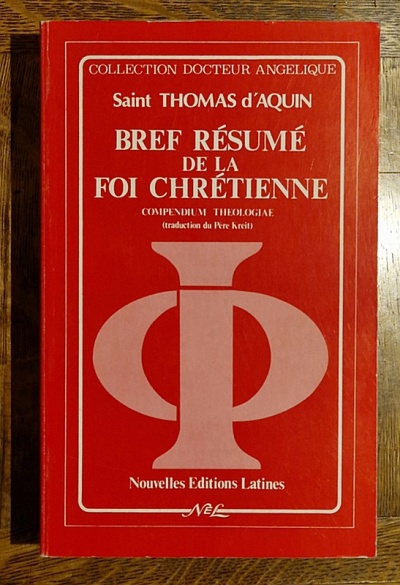 COLLECTION DOCTEUR ANGELIQUE
Saint THOMAS d'AQUIN
BREF RÉSUMÉ
DE LA
FOI CHRÉTIENNE
COMPENDIUM THEOLOGIAE
(traduction du Père Kreit)
Nouvelles Editions Latines
NEL